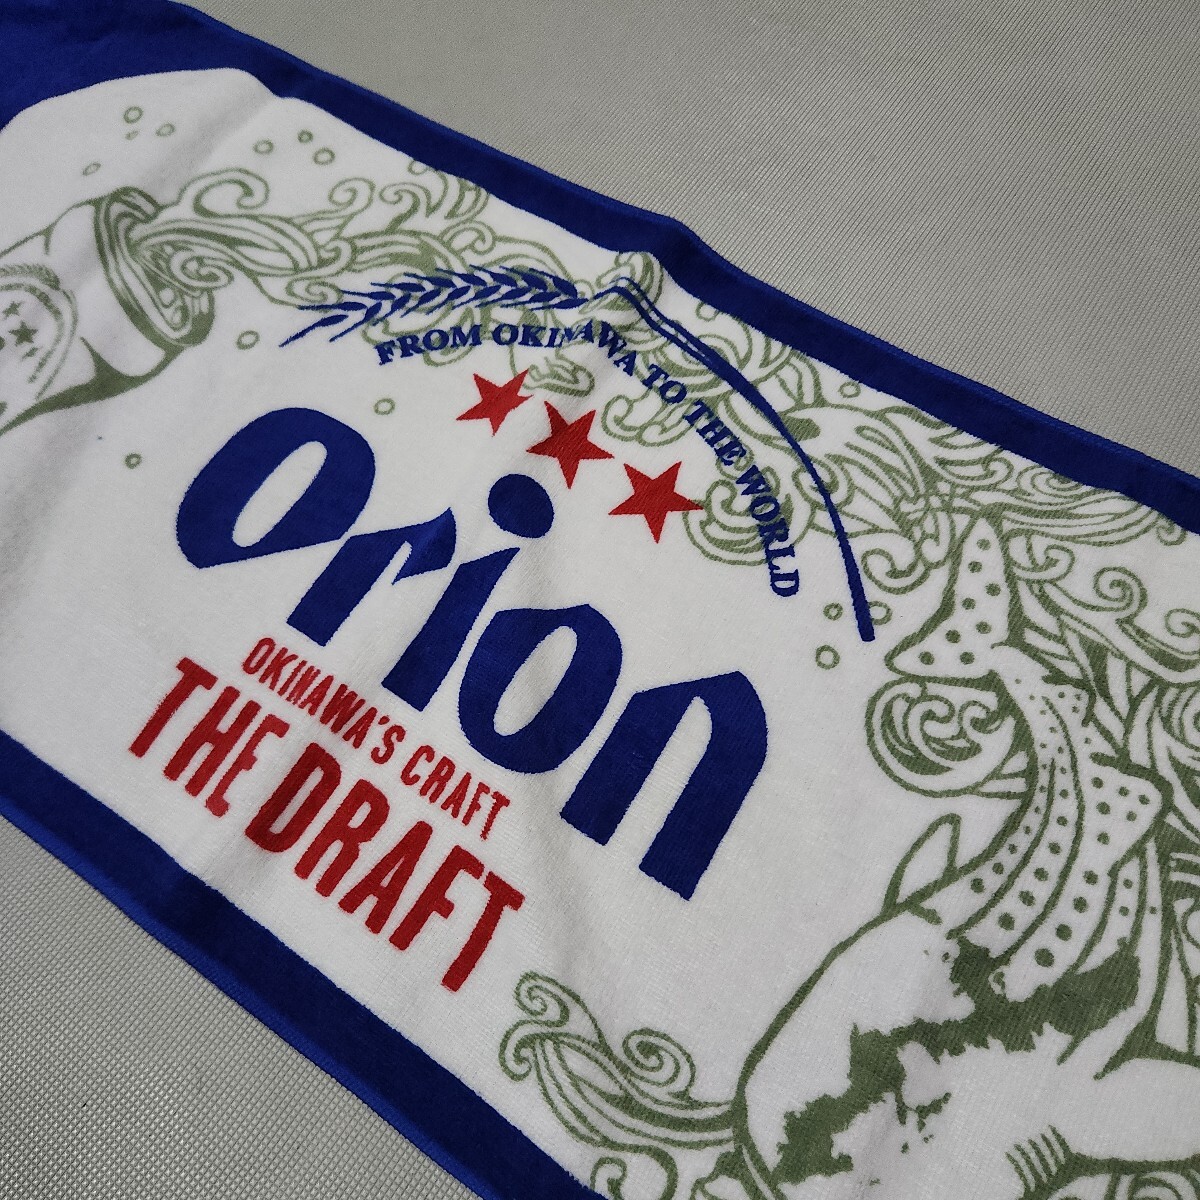 FROM OKINAWA TO THE WORLD
orion
OKINAWA'S CRAFT
THE DRAFT